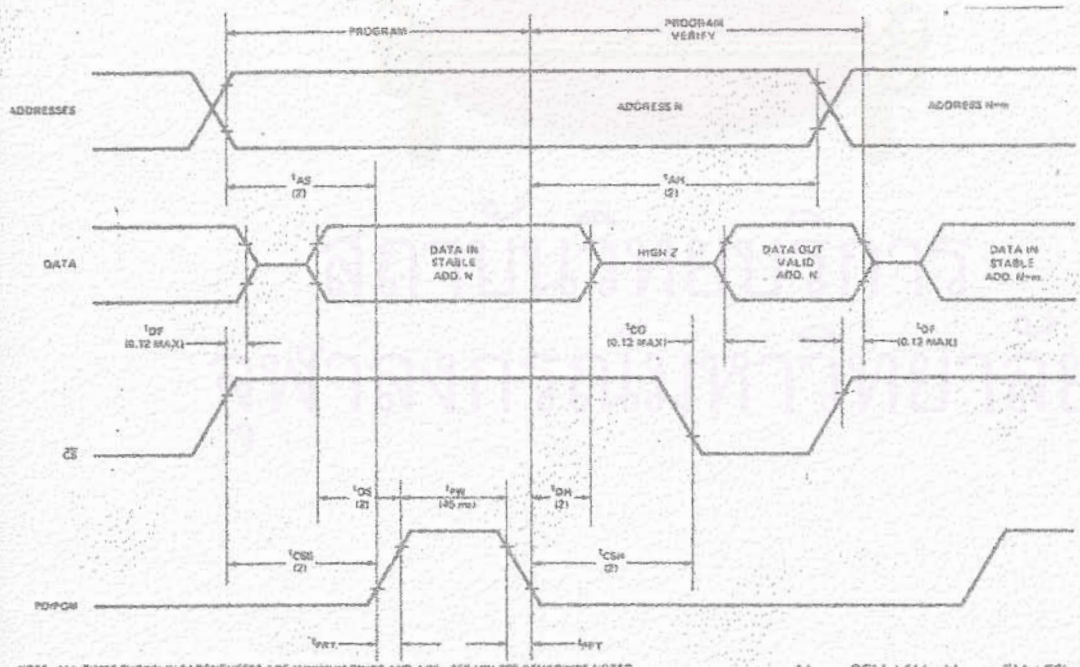 PROGRAM
PROGRAM
VERIFY
ADDRESSES
ADDRESS N
ADDRESS N+m
tAS
(2)
tAH
(2)
DATA
DATA IN
STABLE
ADD. N
HIGH Z
DATA OUT
VALID
ADD. N
DATA IN
STABLE
ADD. N+m
tDF
(0.12 MAX)
tCO
(0.12 MAX)
tDF
(0.12 MAX)
CS
tDS
(2)
tPW
(45 ms)
tDH
(2)
tCSS
(2)
tCSH
(2)
PD/PGM
tPRT
tPFT